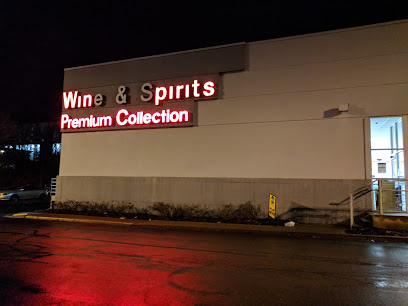 Wine & Spirits
Premium Collection